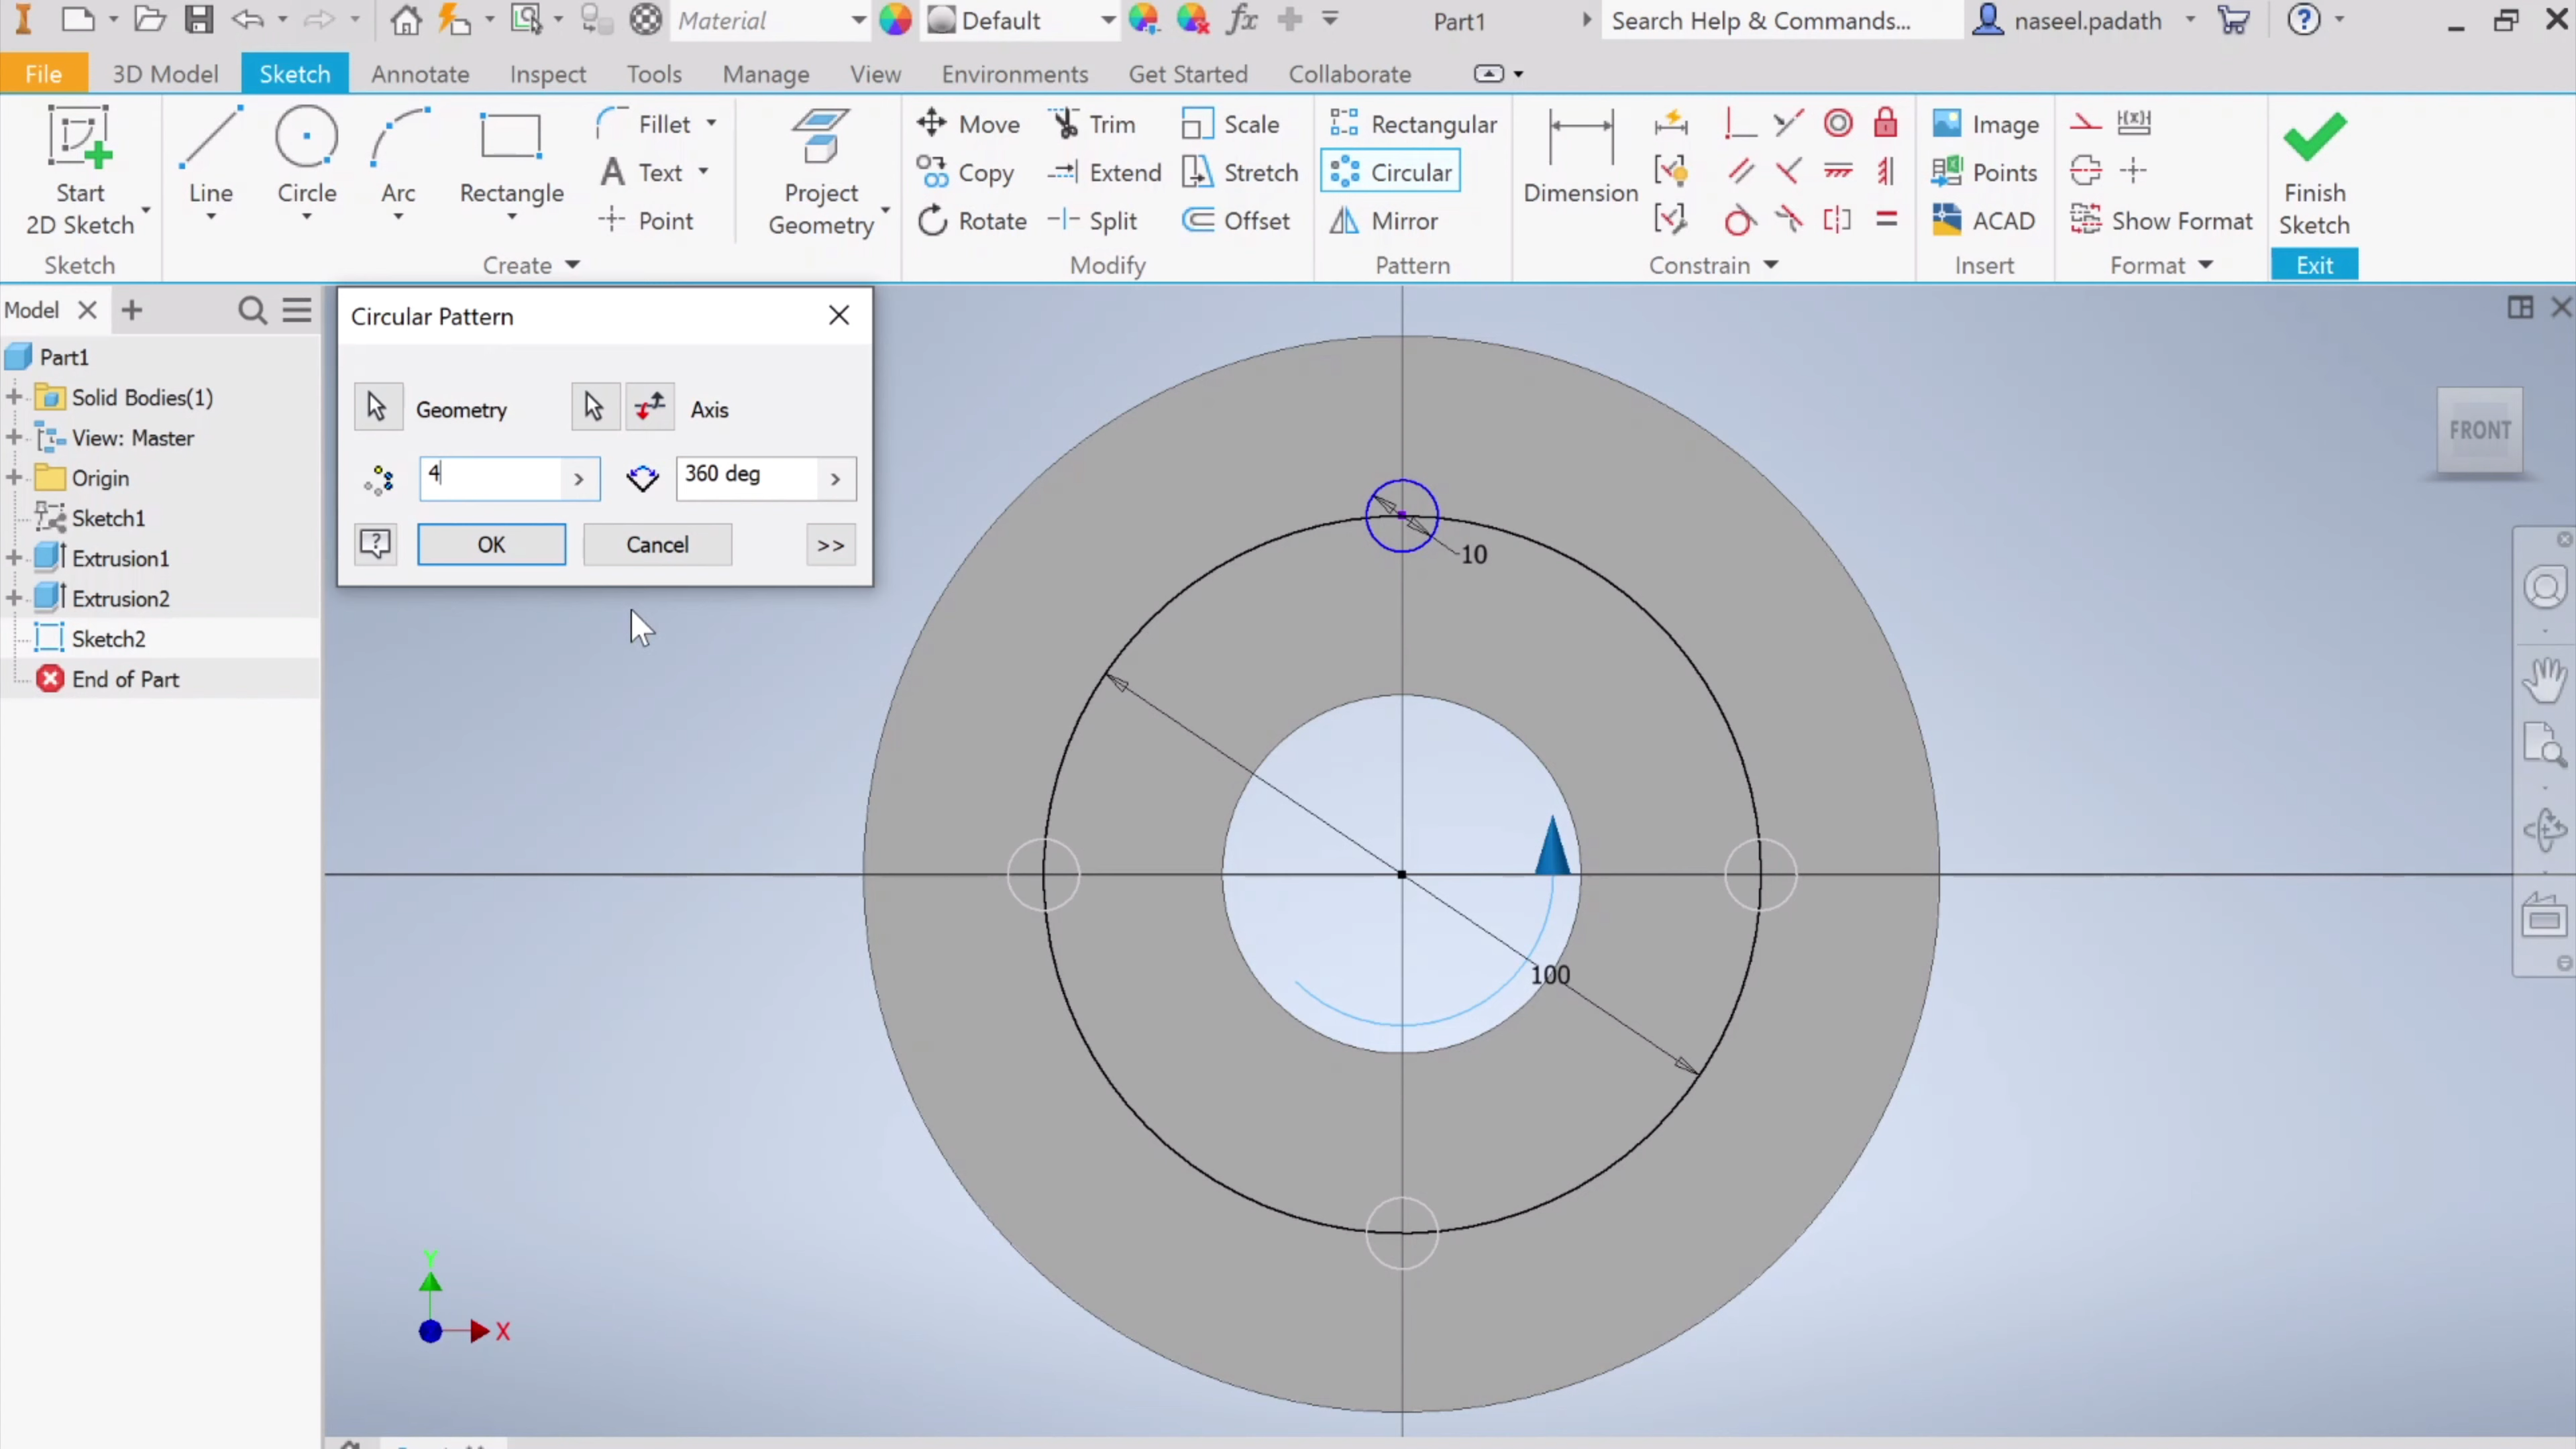 Material
Default
fx
Part1
Search Help & Commands...
naseel.padath
File
3D Model
Sketch
Annotate
Inspect
Tools
Manage
View
Environments
Get Started
Collaborate
Start
2D Sketch
Line
Circle
Arc
Rectangle
Fillet
Text
Point
Project
Geometry
Move
Copy
Rotate
Trim
Extend
Split
Scale
Stretch
Offset
Rectangular
Circular
Mirror
Dimension
Image
Points
ACAD
Show Format
Finish
Sketch
Sketch
Create
Modify
Pattern
Constrain
Insert
Format
Exit
Model
Part1
Solid Bodies(1)
View: Master
Origin
Sketch1
Extrusion1
Extrusion2
Sketch2
End of Part
Circular Pattern
Geometry
Axis
4
360 deg
OK
Cancel
>>
FRONT
10
100
Y
X